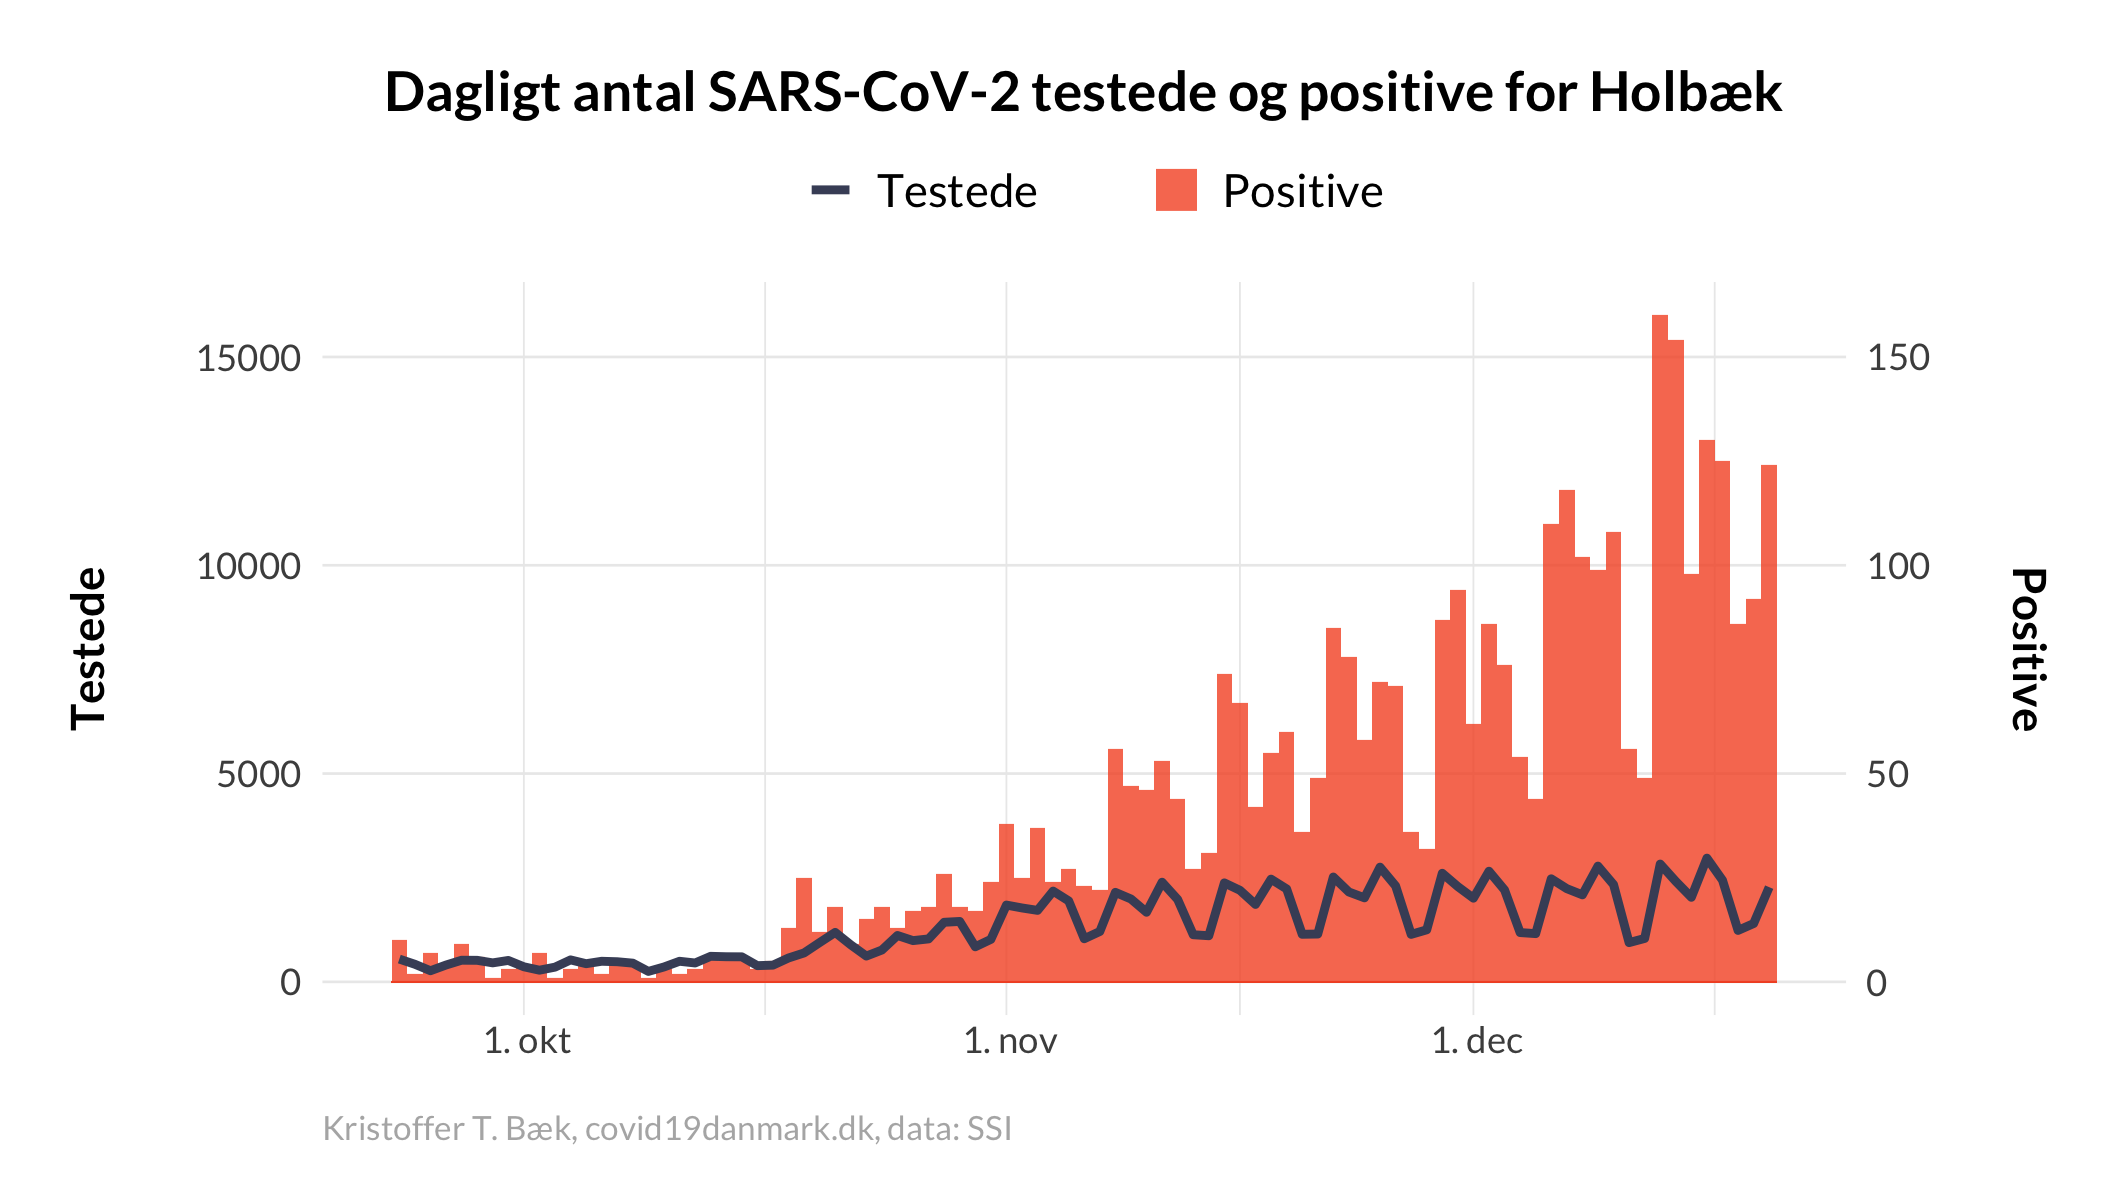 Dagligt antal SARS-CoV-2 testede og positive for Holbæk
Testede Positive
15000 150
10000 100
5000 50
0 0
Testede
Positive
1. okt 1. nov 1. dec
Kristoffer T. Bæk, covid19danmark.dk, data: SSI